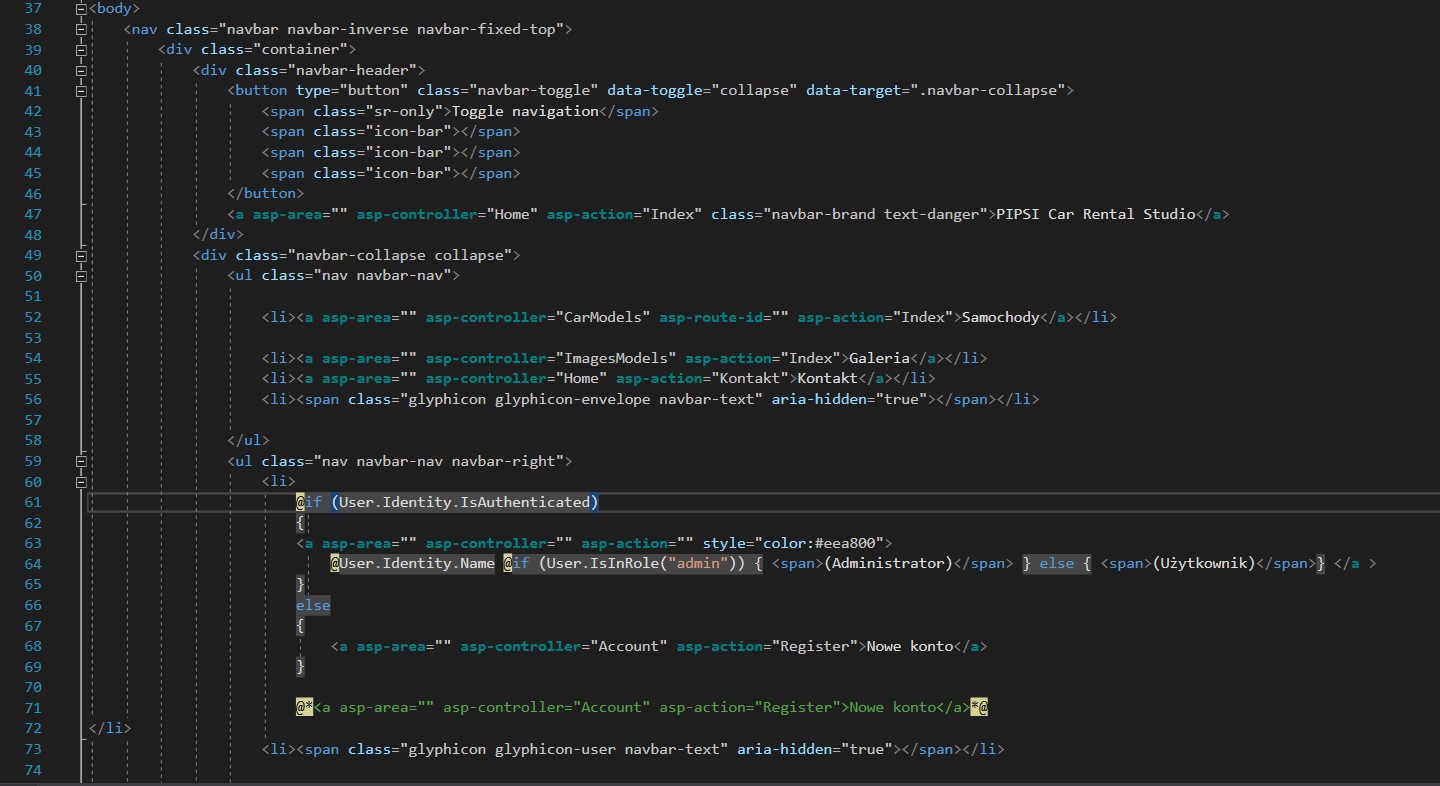 37 <body>
38 <nav class="navbar navbar-inverse navbar-fixed-top">
39 <div class="container">
40 <div class="navbar-header">
41 <button type="button" class="navbar-toggle" data-toggle="collapse" data-target=".navbar-collapse">
42 <span class="sr-only">Toggle navigation</span>
43 <span class="icon-bar"></span>
44 <span class="icon-bar"></span>
45 <span class="icon-bar"></span>
46 </button>
47 <a asp-area="" asp-controller="Home" asp-action="Index" class="navbar-brand text-danger">PIPSI Car Rental Studio</a>
48 </div>
49 <div class="navbar-collapse collapse">
50 <ul class="nav navbar-nav">
51
52 <li><a asp-area="" asp-controller="CarModels" asp-route-id="" asp-action="Index">Samochody</a></li>
53
54 <li><a asp-area="" asp-controller="ImagesModels" asp-action="Index">Galeria</a></li>
55 <li><a asp-area="" asp-controller="Home" asp-action="Kontakt">Kontakt</a></li>
56 <li><span class="glyphicon glyphicon-envelope navbar-text" aria-hidden="true"></span></li>
57
58 </ul>
59 <ul class="nav navbar-nav navbar-right">
60 <li>
61 @if (User.Identity.IsAuthenticated)
62 {
63 <a asp-area="" asp-controller="" asp-action="" style="color:#eea800">
64 @User.Identity.Name @if (User.IsInRole("admin")) { <span>(Administrator)</span> } else { <span>(Użytkownik)</span>} </a >
65 }
66 else
67 {
68 <a asp-area="" asp-controller="Account" asp-action="Register">Nowe konto</a>
69 }
70
71 @*<a asp-area="" asp-controller="Account" asp-action="Register">Nowe konto</a>*@
72 </li>
73 <li><span class="glyphicon glyphicon-user navbar-text" aria-hidden="true"></span></li>
74